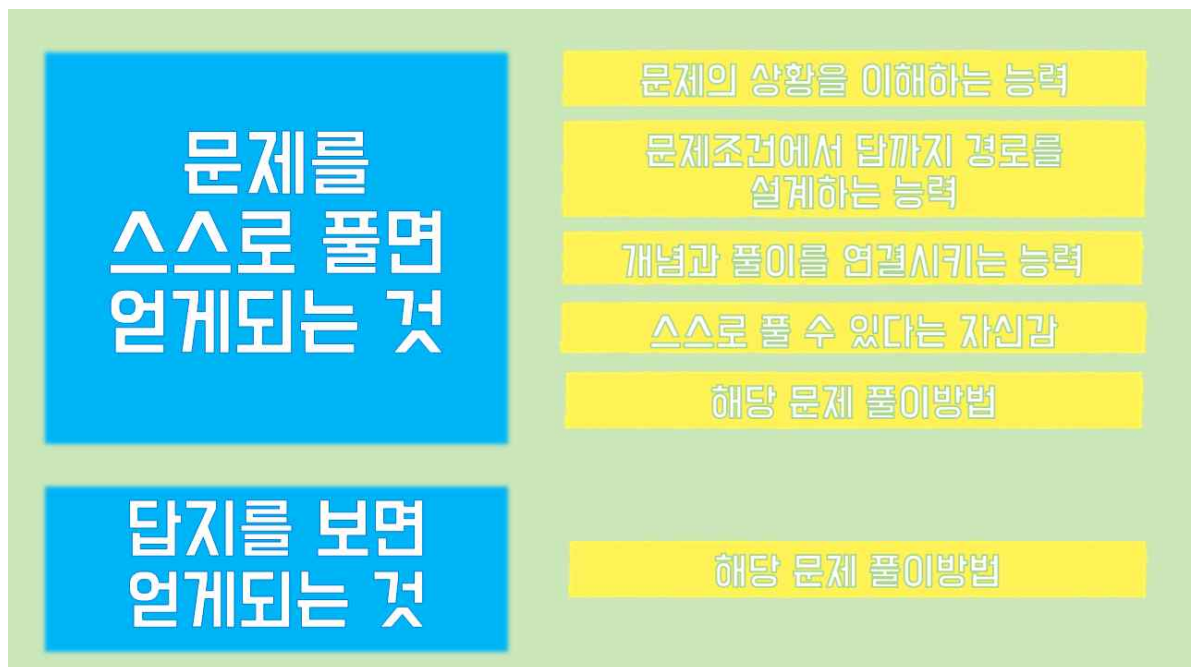 문제를
스스로 풀면
얻게되는 것
문제의 상황을 이해하는 능력
문제조건에서 답까지 경로를
설계하는 능력
개념과 풀이를 연결시키는 능력
스스로 풀 수 있다는 자신감
해당 문제 풀이방법
답지를 보면
얻게되는 것
해당 문제 풀이방법